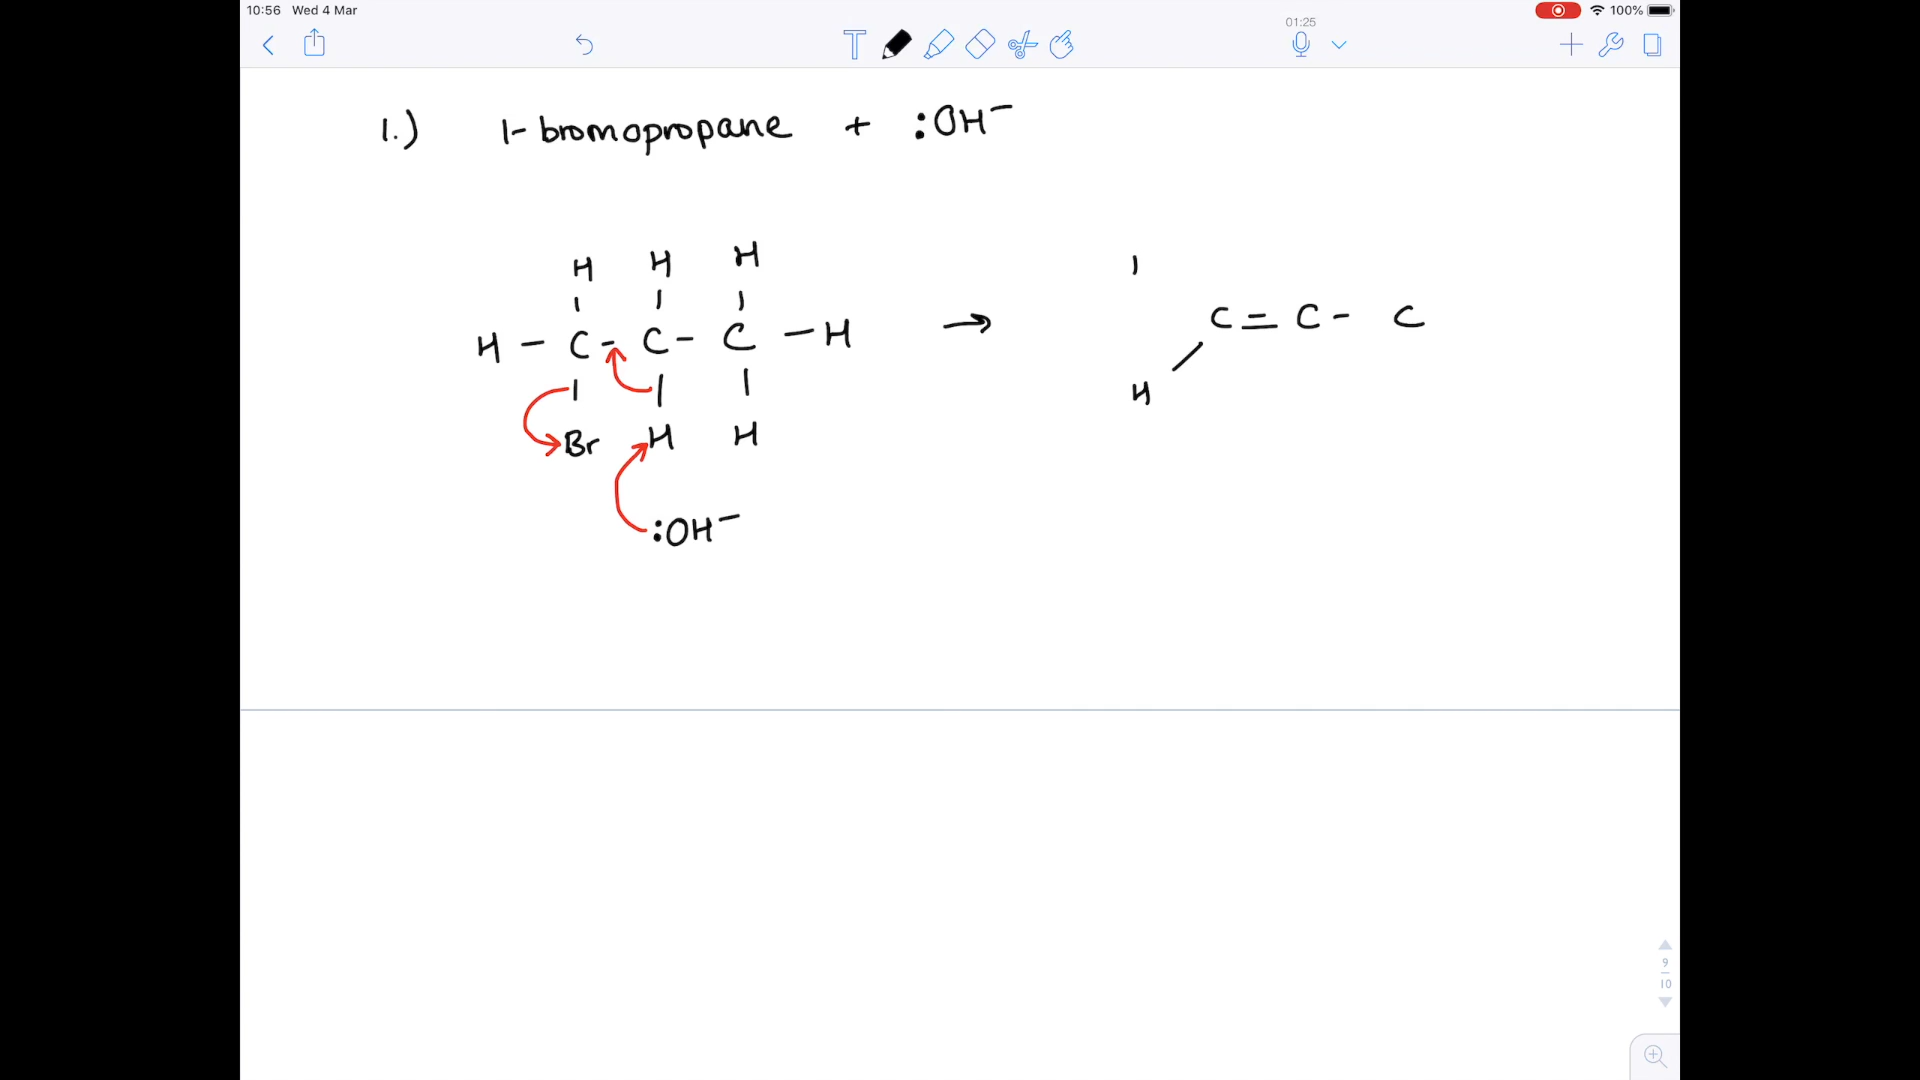 10:56 Wed 4 Mar
100%
01:25
T
1.) 1-bromopropane + :OH⁻
H H H
H - C - C - C - H → C = C - C
Br H H
H
:OH⁻
9
10